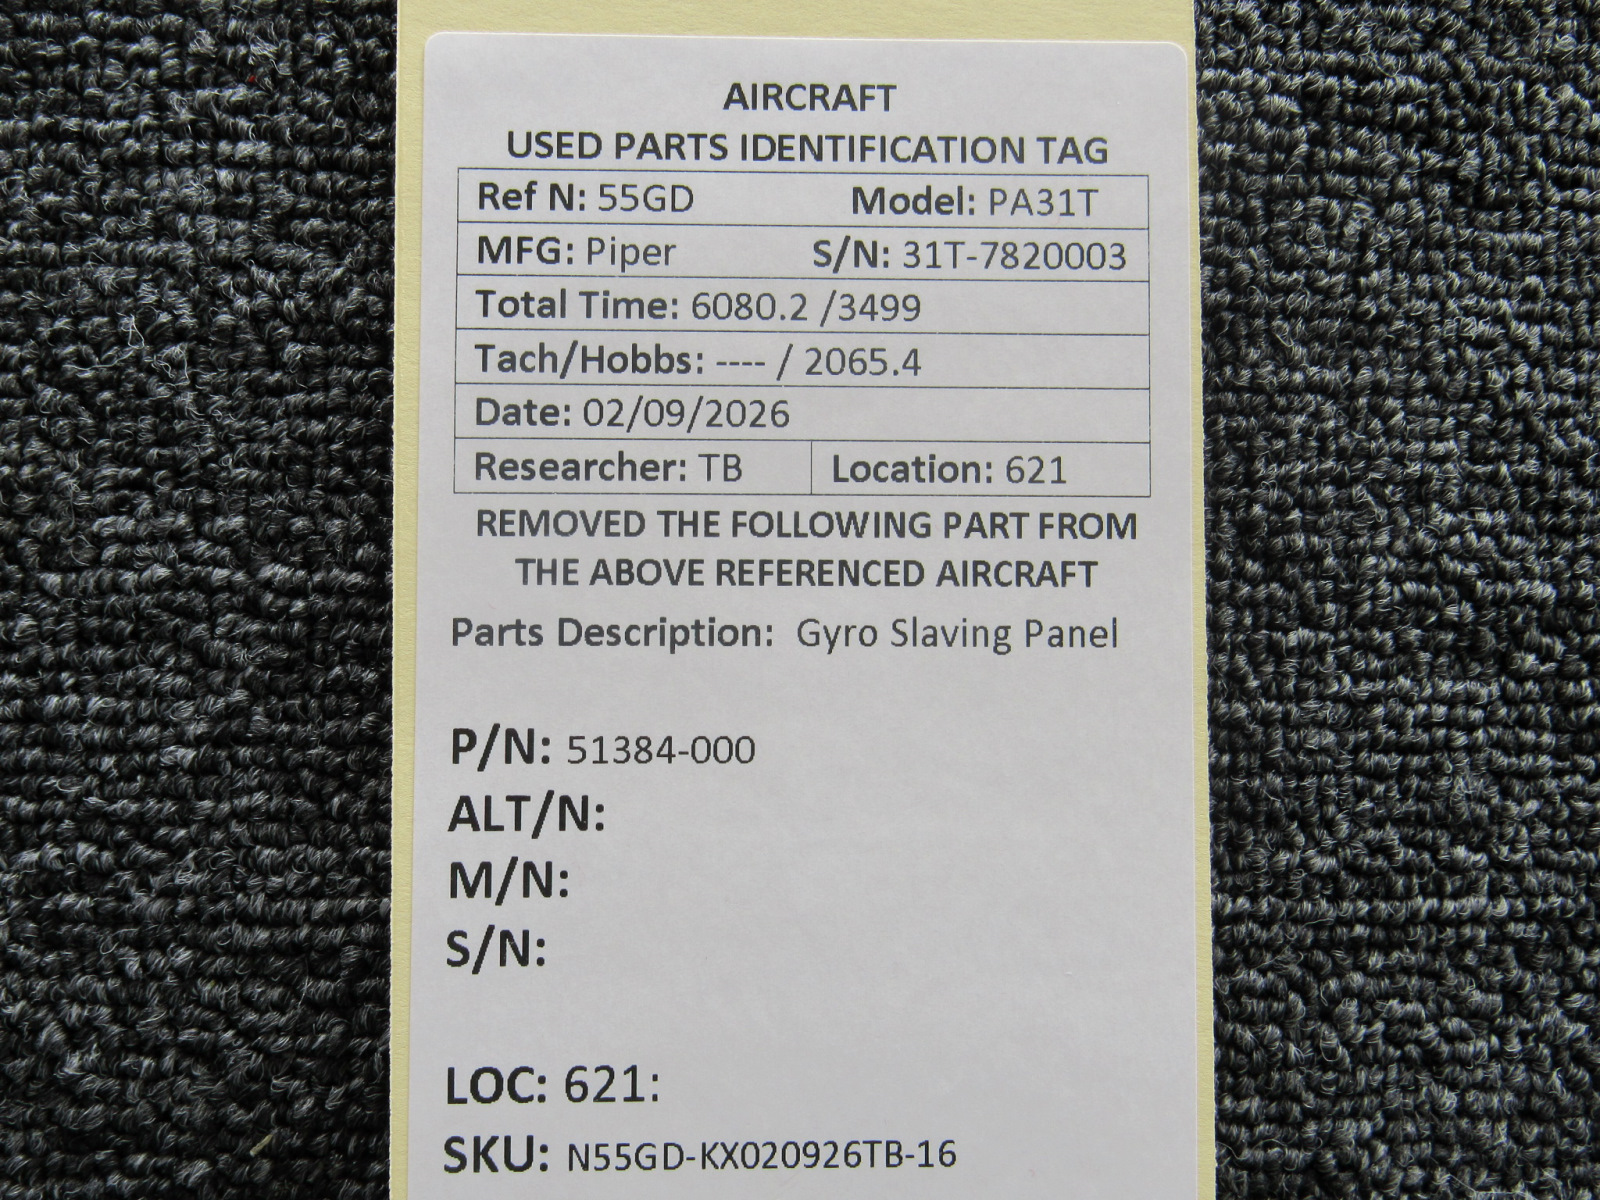 AIRCRAFT
USED PARTS IDENTIFICATION TAG
Ref N: 55GD Model: PA31T
MFG: Piper S/N: 31T-7820003
Total Time: 6080.2 /3499
Tach/Hobbs: ---- / 2065.4
Date: 02/09/2026
Researcher: TB Location: 621
REMOVED THE FOLLOWING PART FROM
THE ABOVE REFERENCED AIRCRAFT
Parts Description: Gyro Slaving Panel
P/N: 51384-000
ALT/N:
M/N:
S/N:
LOC: 621:
SKU: N55GD-KX020926TB-16